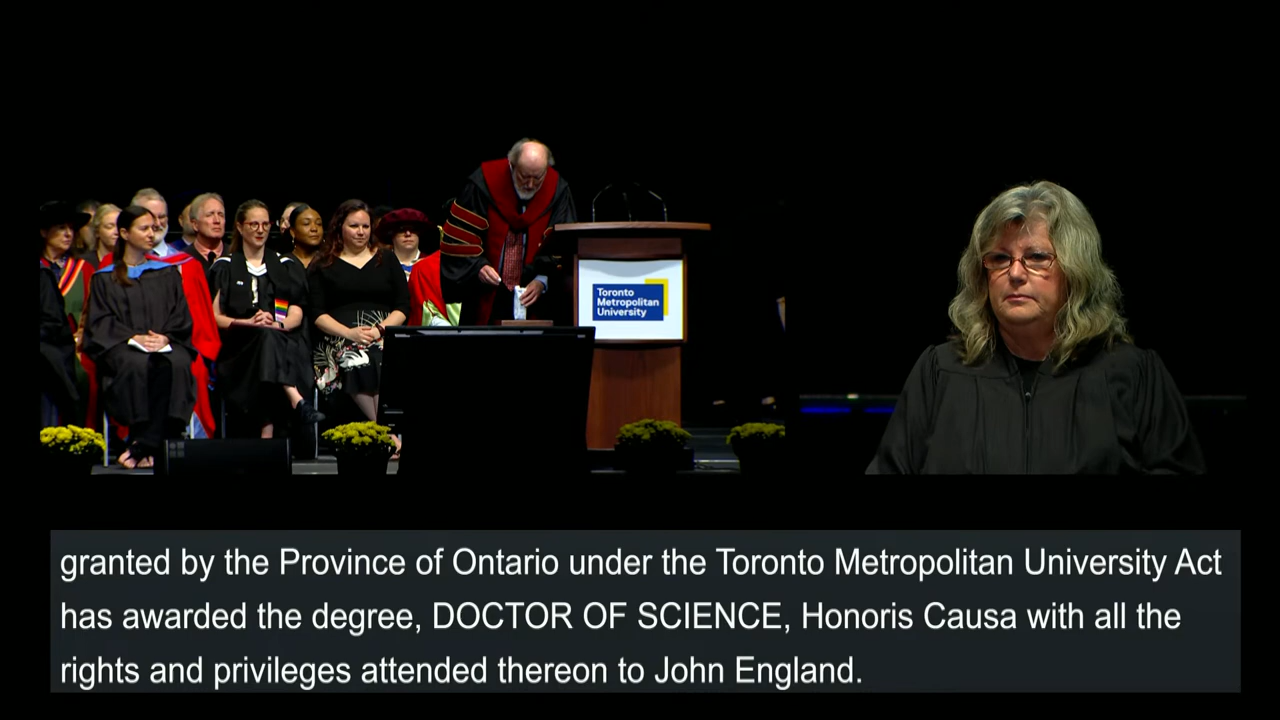 Toronto
Metropolitan
University
granted by the Province of Ontario under the Toronto Metropolitan University Act
has awarded the degree, DOCTOR OF SCIENCE, Honoris Causa with all the
rights and privileges attended thereon to John England.